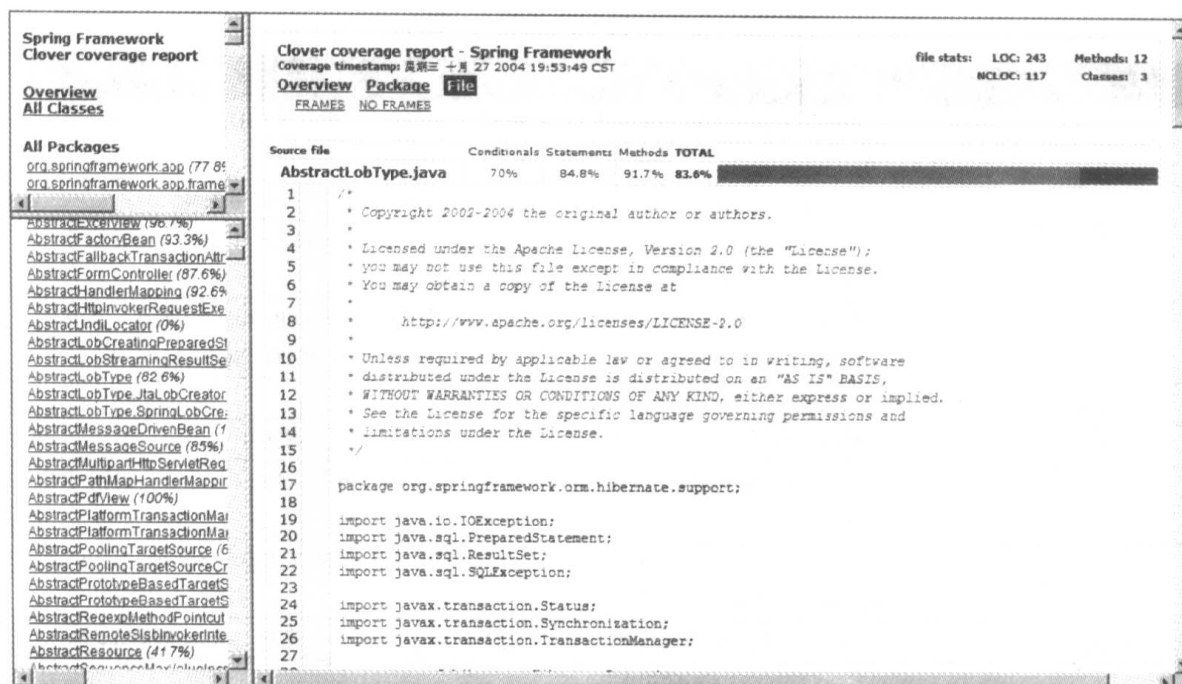 Spring Framework
Clover coverage report
Overview
All Classes
All Packages
org.springframework.aop (77.8%
org.springframework.aop.frame
AbstractExcelView (96.7%)
AbstractFactoryBean (93.3%)
AbstractFallbackTransactionAttr
AbstractFormController (87.6%)
AbstractHandlerMapping (92.6%
AbstractHttpInvokerRequestExe
AbstractJndiLocator (0%)
AbstractLobCreatingPreparedSt
AbstractLobStreamingResultSe
AbstractLobType (82.6%)
AbstractLobType.JtaLobCreator
AbstractLobType.SpringLobCre
AbstractMessageDrivenBean (1
AbstractMessageSource (85%)
AbstractMultipartHttpServletReq
AbstractPathMapHandlerMappin
AbstractPdfView (100%)
AbstractPlatformTransactionMa
AbstractPlatformTransactionMa
AbstractPoolingTargetSource (6
AbstractPoolingTargetSourceCr
AbstractPrototypeBasedTargetS
AbstractPrototypeBasedTargetS
AbstractRegexpMethodPointcut
AbstractRemoteSlsbInvokerInte
AbstractResource (41.7%)
Clover coverage report - Spring Framework
Coverage timestamp: 星期三 十月 27 2004 19:53:49 CST
Overview Package File
FRAMES NO FRAMES
file stats: LOC: 243 Methods: 12
NCLOC: 117 Classes: 3
Source file Conditionals Statements Methods TOTAL
AbstractLobType.java 70% 84.8% 91.7% 83.6%
1 /*
2 * Copyright 2002-2004 the original author or authors.
3 *
4 * Licensed under the Apache License, Version 2.0 (the "License");
5 * you may not use this file except in compliance with the License.
6 * You may obtain a copy of the License at
7 *
8 * http://www.apache.org/licenses/LICENSE-2.0
9 *
10 * Unless required by applicable law or agreed to in writing, software
11 * distributed under the License is distributed on an "AS IS" BASIS,
12 * WITHOUT WARRANTIES OR CONDITIONS OF ANY KIND, either express or implied.
13 * See the License for the specific language governing permissions and
14 * limitations under the License.
15 */
16
17 package org.springframework.orm.hibernate.support;
18
19 import java.io.IOException;
20 import java.sql.PreparedStatement;
21 import java.sql.ResultSet;
22 import java.sql.SQLException;
23
24 import javax.transaction.Status;
25 import javax.transaction.Synchronization;
26 import javax.transaction.TransactionManager;
27